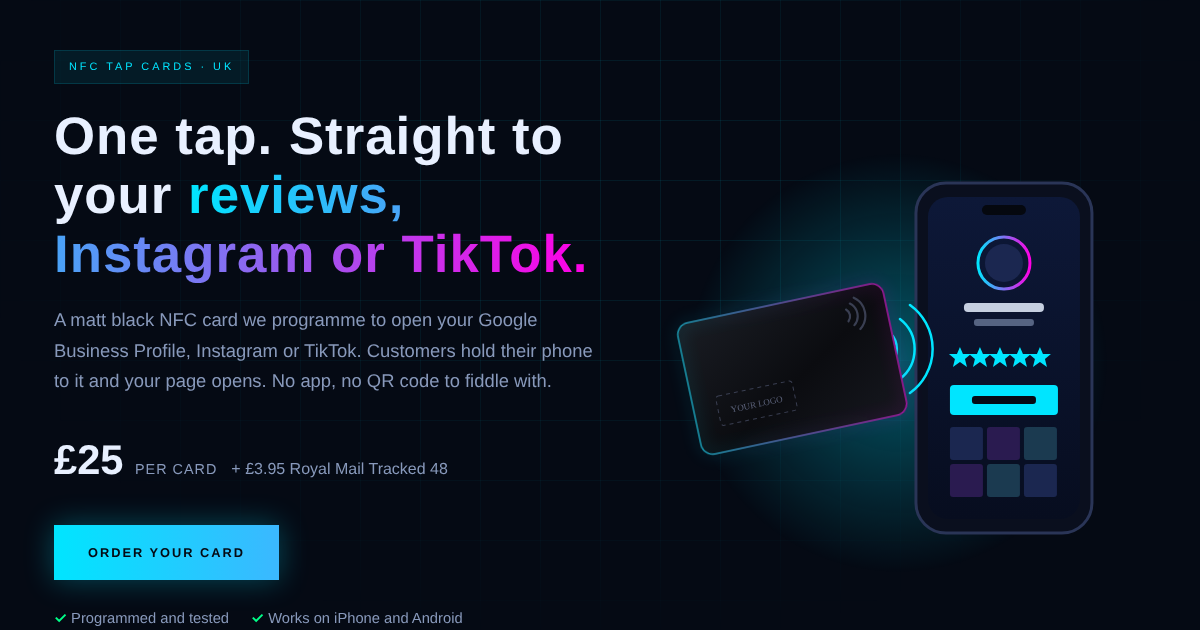 NFC TAP CARDS · UK
One tap. Straight to
your reviews,
Instagram or TikTok.
A matt black NFC card we programme to open your Google
Business Profile, Instagram or TikTok. Customers hold their phone
to it and your page opens. No app, no QR code to fiddle with.
£25 PER CARD + £3.95 Royal Mail Tracked 48
ORDER YOUR CARD
Programmed and tested Works on iPhone and Android
YOUR LOGO